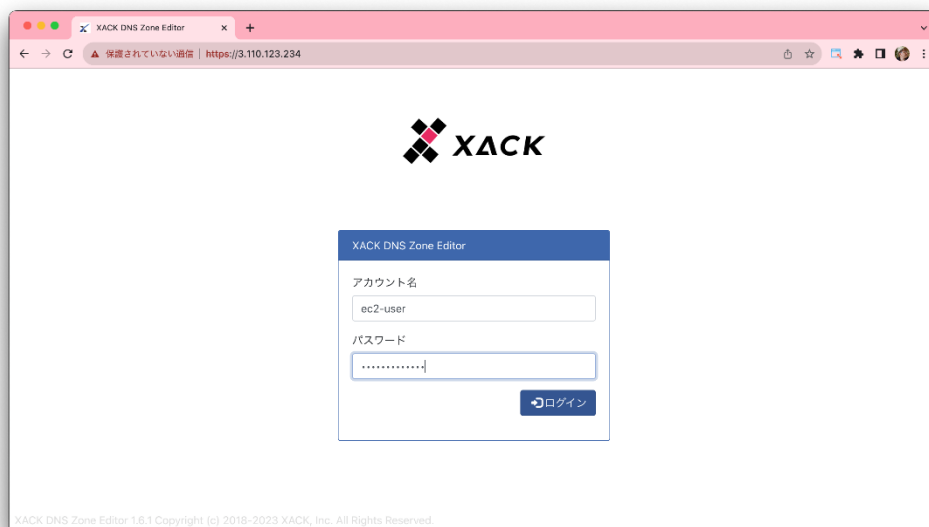 XACK DNS Zone Editor
保護されていない通信 | https://3.110.123.234
XACK
XACK DNS Zone Editor
アカウント名
ec2-user
パスワード
•••••••••••••
ログイン
XACK DNS Zone Editor 1.6.1 Copyright (c) 2018-2023 XACK, Inc. All Rights Reserved.